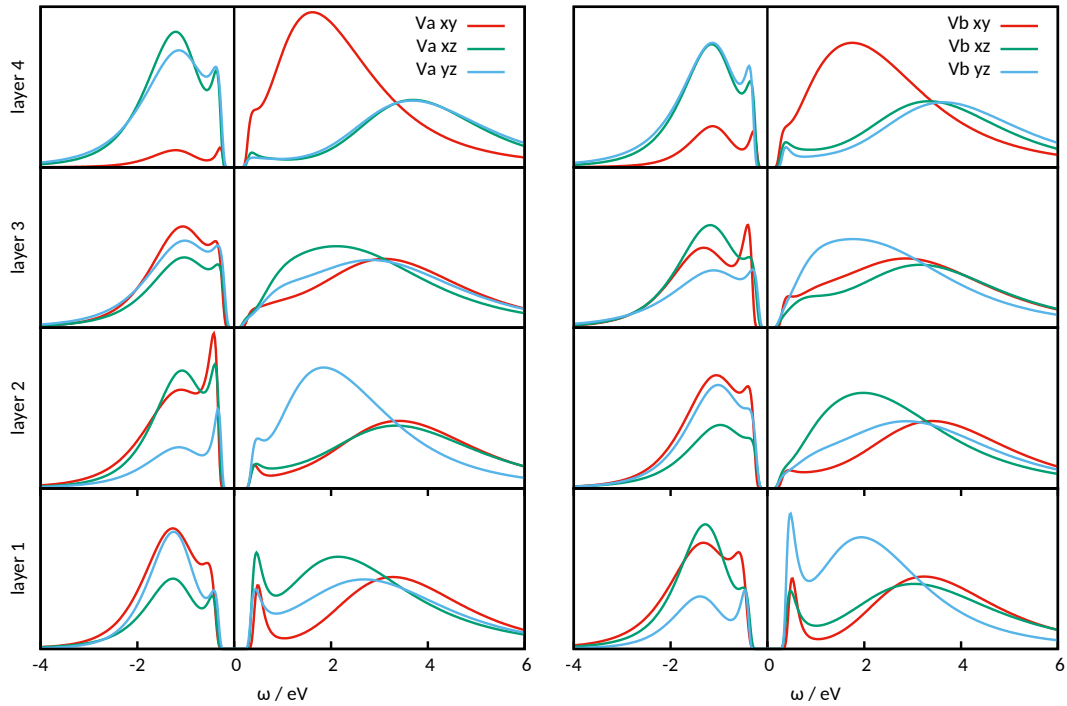 Va xy
Va xz
Va yz
Vb xy
Vb xz
Vb yz
layer 4
layer 3
layer 2
layer 1
-4 -2 0 2 4 6
-4 -2 0 2 4 6
ω / eV
ω / eV